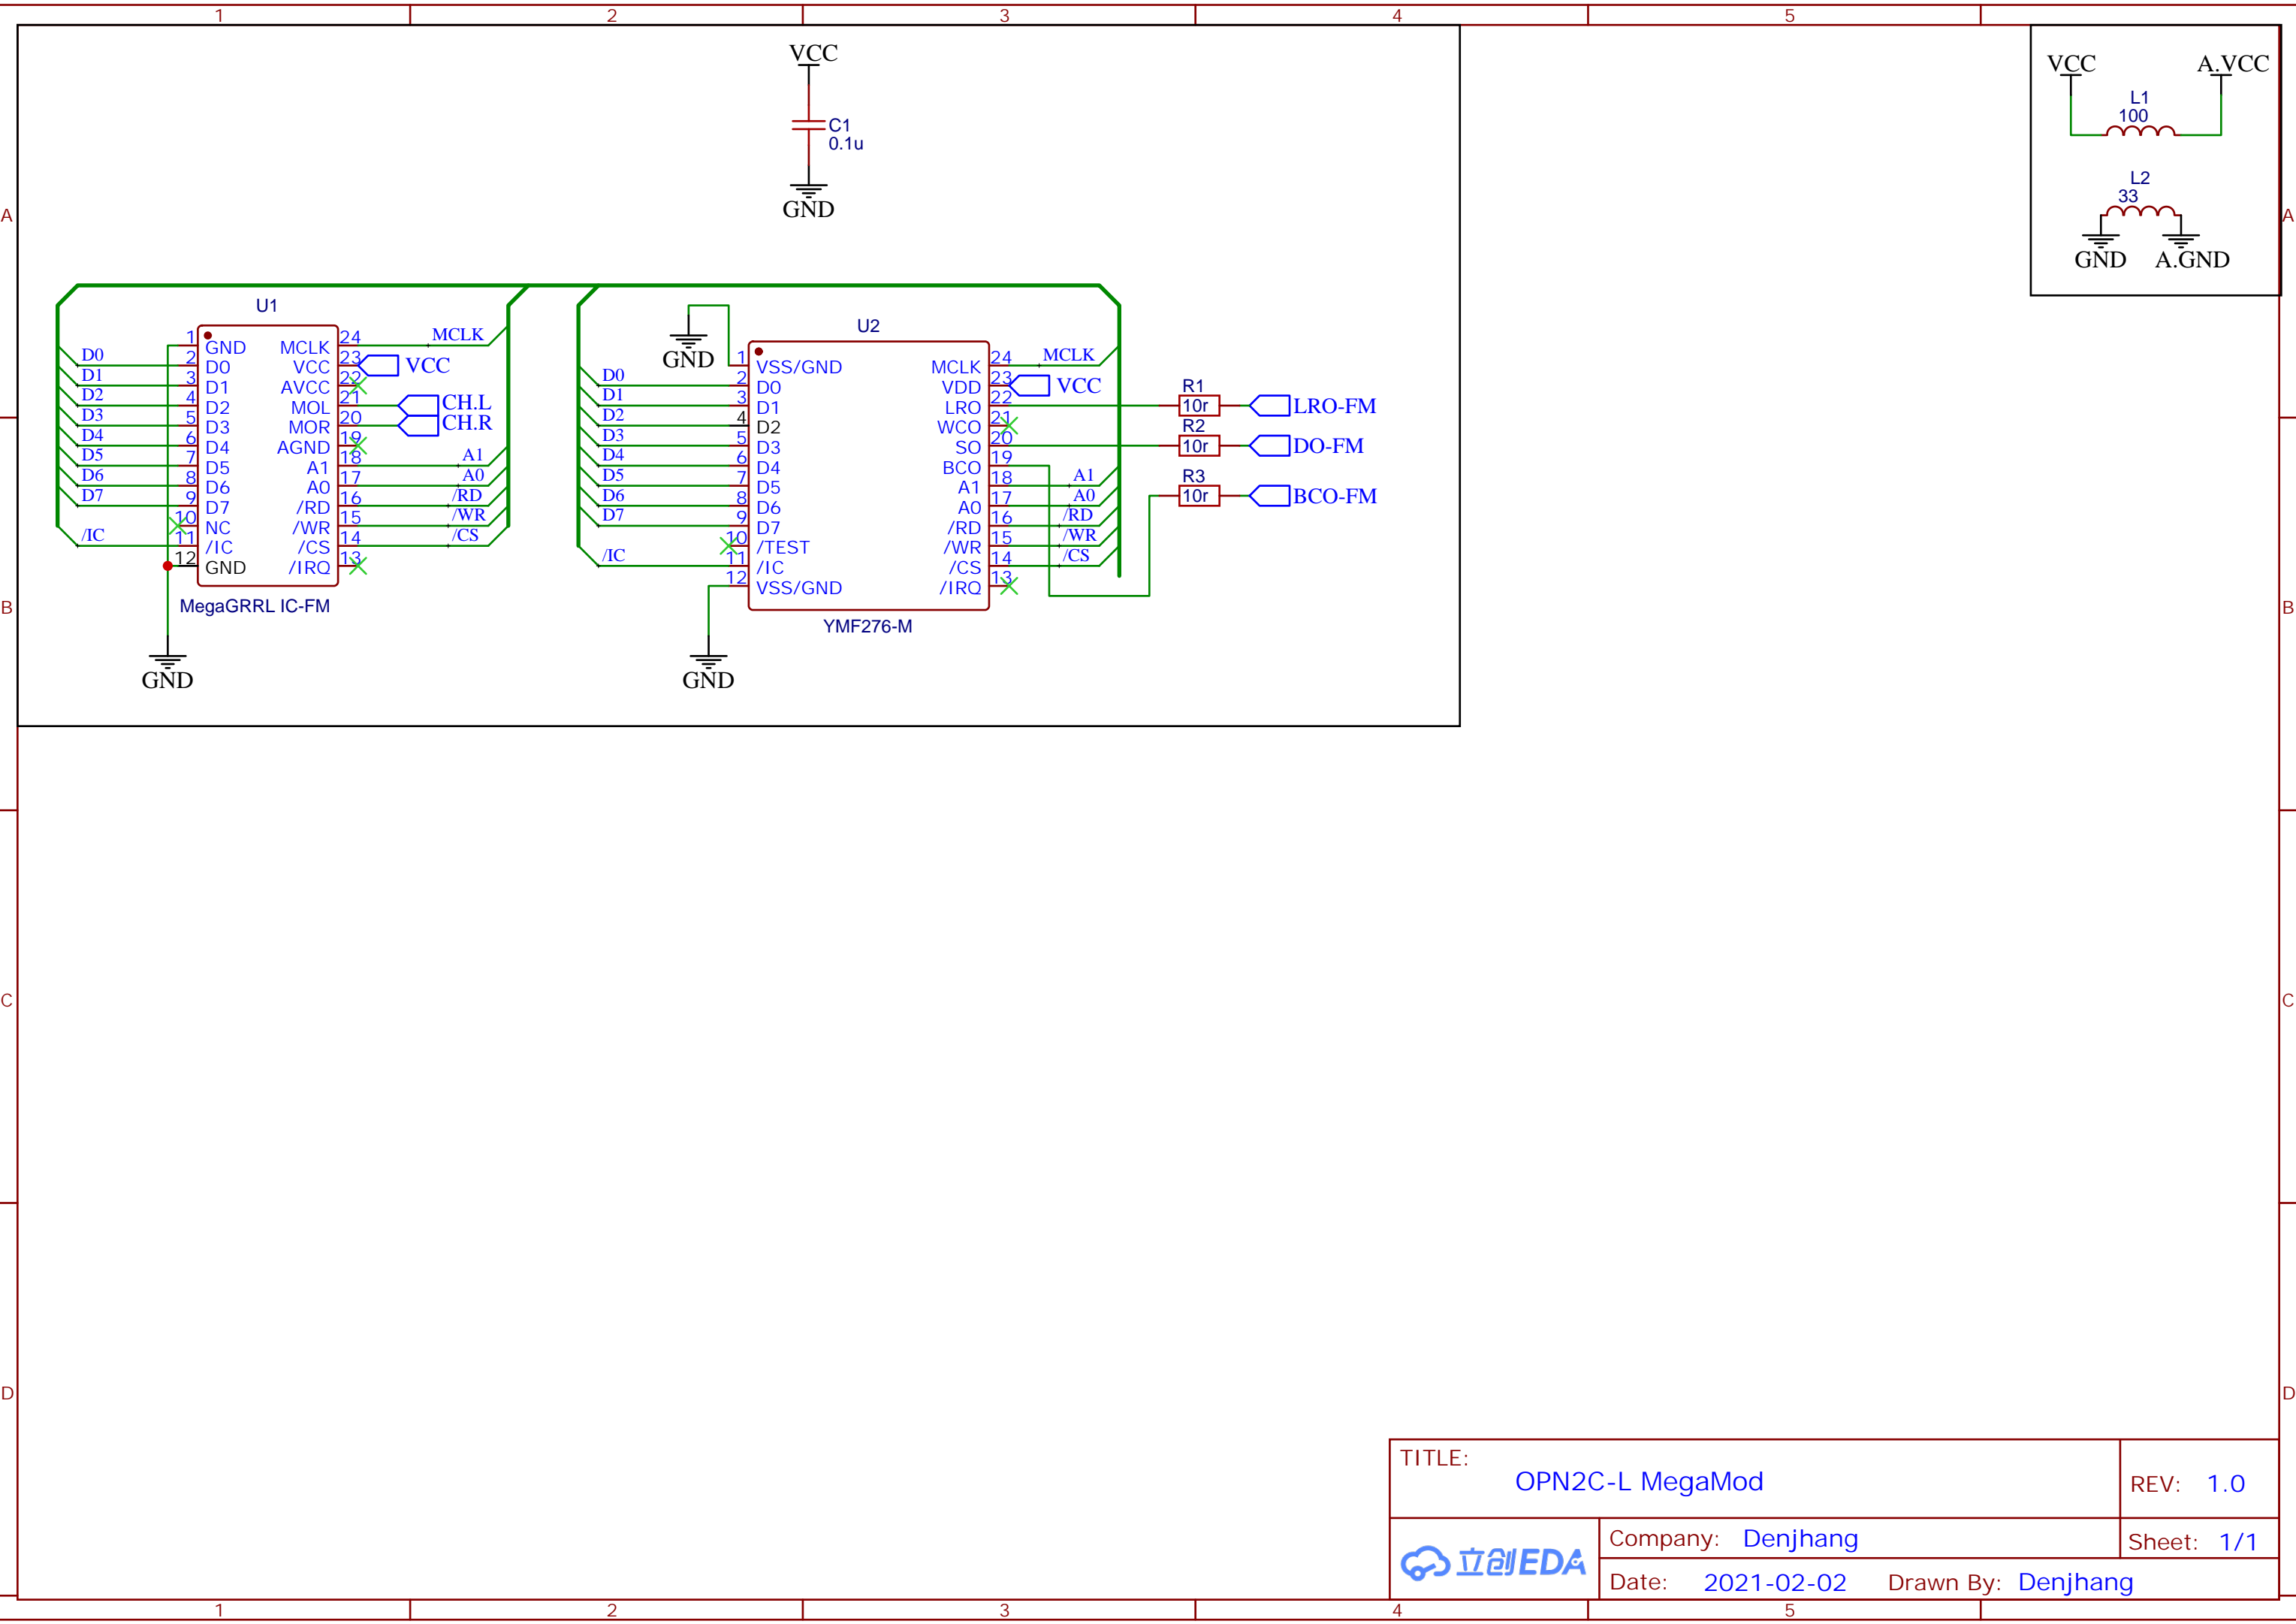 1 2 3 4 5
A
B
C
D
A
B
C
D
VCC
C1
0.1u
GND
VCC
A.VCC
L1
100
L2
33
GND
A.GND
U1
1 GND
2 D0
3 D1
4 D2
5 D3
6 D4
7 D5
8 D6
9 D7
10 NC
11 /IC
12 GND
24 MCLK
23 VCC
22 AVCC
21 MOL
20 MOR
19 AGND
18 A1
17 A0
16 /RD
15 /WR
14 /CS
13 /IRQ
MegaGRRL IC-FM
D0
D1
D2
D3
D4
D5
D6
D7
/IC
MCLK
VCC
CH.L
CH.R
A1
A0
/RD
/WR
/CS
GND
GND
U2
1 VSS/GND
2 D0
3 D1
4 D2
5 D3
6 D4
7 D5
8 D6
9 D7
10 /TEST
11 /IC
12 VSS/GND
24 MCLK
23 VDD
22 LRO
21 WCO
20 SO
19 BCO
18 A1
17 A0
16 /RD
15 /WR
14 /CS
13 /IRQ
YMF276-M
D0
D1
D2
D3
D4
D5
D6
D7
/IC
MCLK
VCC
A1
A0
/RD
/WR
/CS
GND
R1
10r
LRO-FM
R2
10r
DO-FM
R3
10r
BCO-FM
TITLE:
OPN2C-L MegaMod
REV: 1.0
立创EDA
Company: Denjhang
Sheet: 1/1
Date: 2021-02-02 Drawn By: Denjhang
1 2 3 4 5